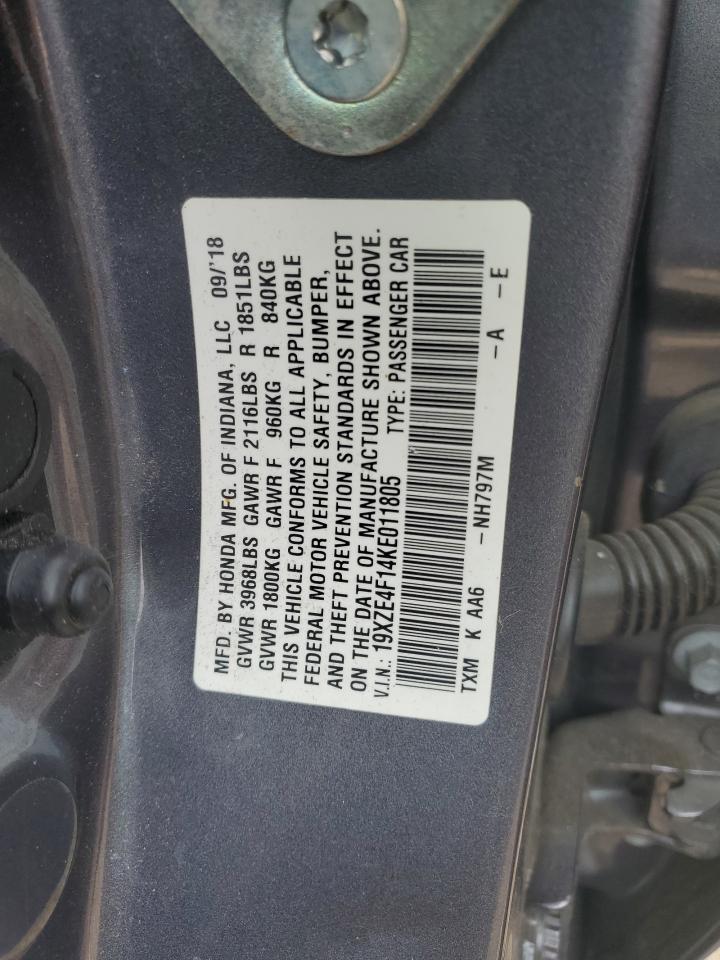 MFD. BY HONDA MFG. OF INDIANA, LLC 09/'18
GVWR 3968LBS GAWR F 2116LBS R 1851LBS
GVWR 1800KG GAWR F 960KG R 840KG
THIS VEHICLE CONFORMS TO ALL APPLICABLE
FEDERAL MOTOR VEHICLE SAFETY, BUMPER,
AND THEFT PREVENTION STANDARDS IN EFFECT
ON THE DATE OF MANUFACTURE SHOWN ABOVE.
V.I.N.: 19XZE4F14KE011805 TYPE: PASSENGER CAR
TXM K AA6 -NH797M -A -E